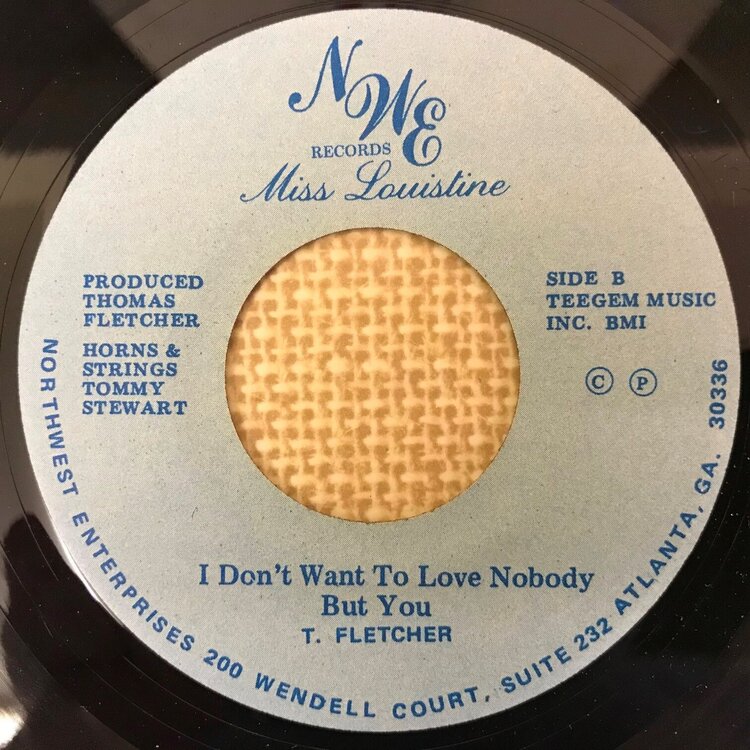 NWE
RECORDS
Miss Louistine
PRODUCED
THOMAS
FLETCHER
HORNS &
STRINGS
TOMMY
STEWART
SIDE B
TEEGEM MUSIC
INC. BMI
© Ⓟ
I Don't Want To Love Nobody
But You
T. FLETCHER
NORTHWEST ENTERPRISES 200 WENDELL COURT, SUITE 232 ATLANTA, GA. 30336